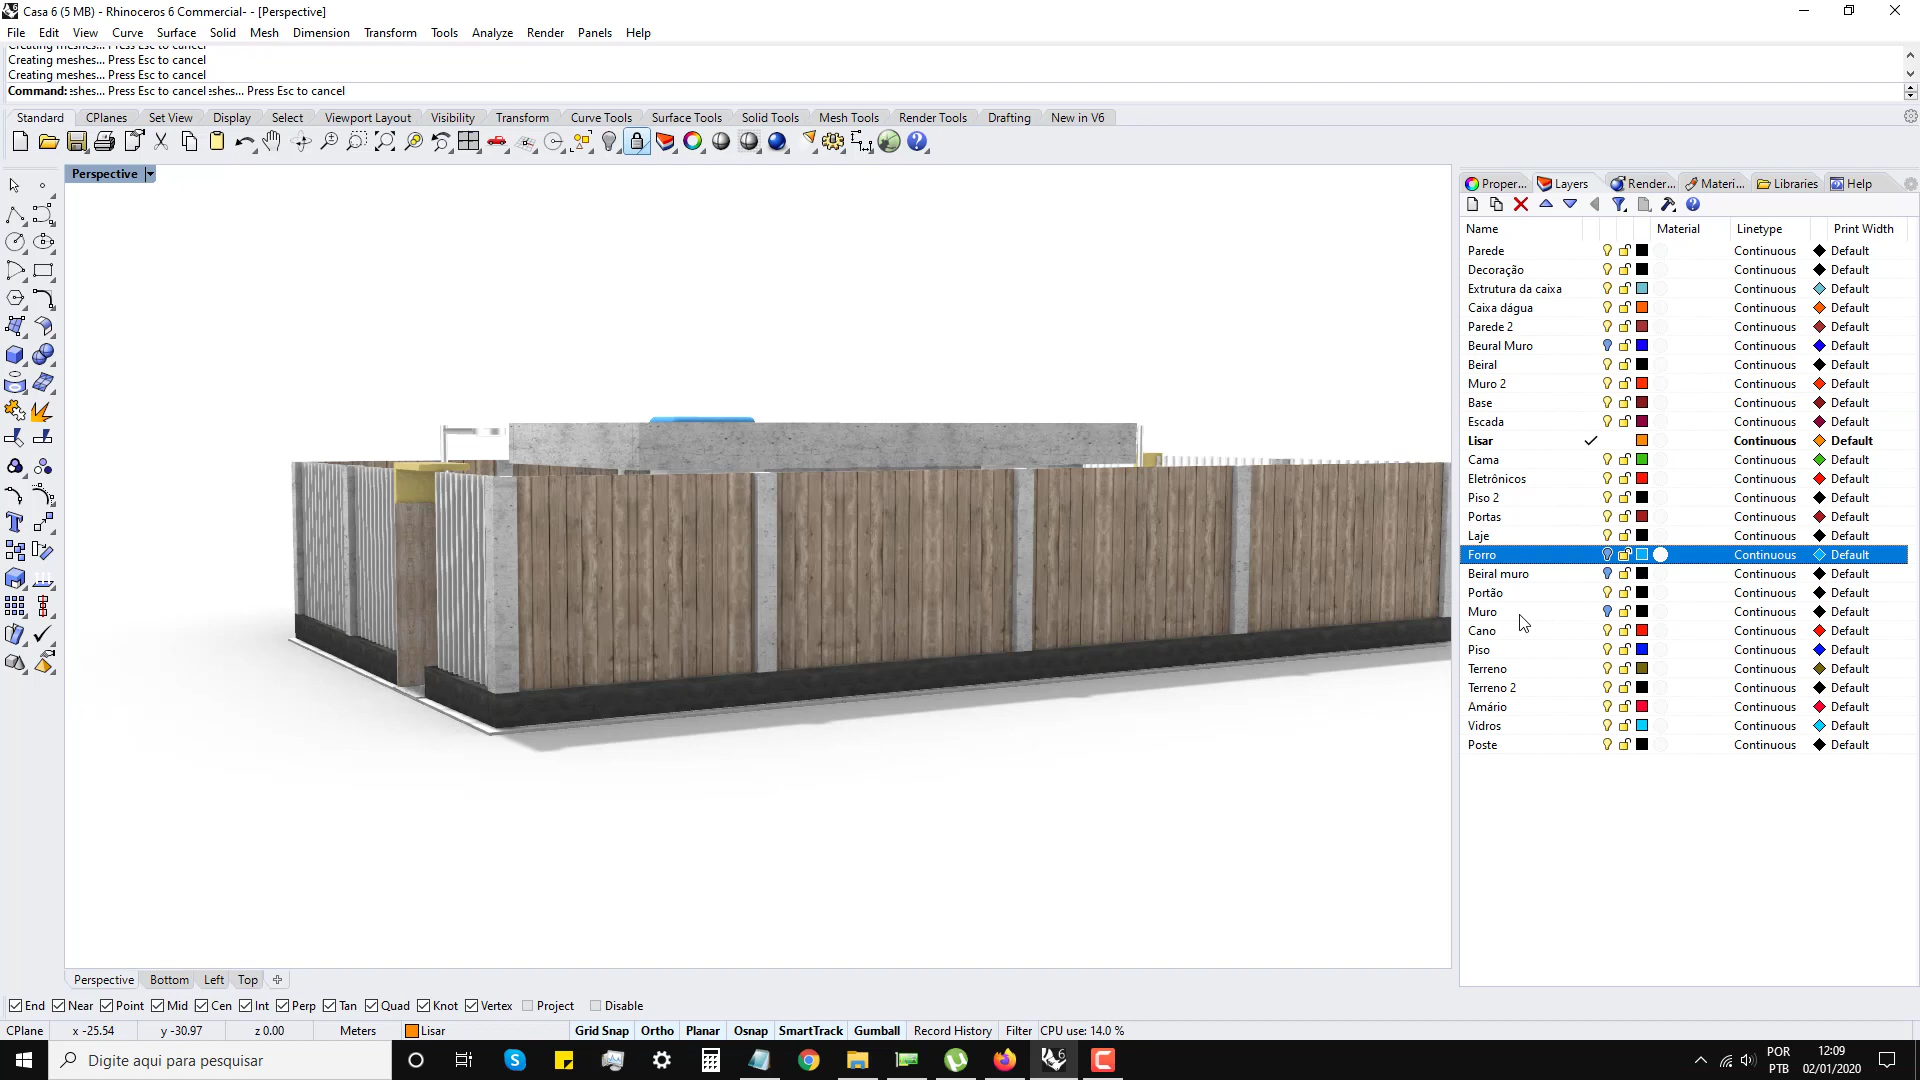 Casa 6 (5 MB) - Rhinoceros 6 Commercial- - [Perspective]
File Edit View Curve Surface Solid Mesh Dimension Transform Tools Analyze Render Panels Help
Creating meshes... Press Esc to cancel
Creating meshes... Press Esc to cancel
Creating meshes... Press Esc to cancel
Command: :shes... Press Esc to cancel :shes... Press Esc to cancel
Standard CPlanes Set View Display Select Viewport Layout Visibility Transform Curve Tools Surface Tools Solid Tools Mesh Tools Render Tools Drafting New in V6
Perspective
Proper... Layers Render... Materi... Libraries Help
Name Material Linetype Print Width
Parede Continuous Default
Decoração Continuous Default
Extrutura da caixa Continuous Default
Caixa dágua Continuous Default
Parede 2 Continuous Default
Beural Muro Continuous Default
Beiral Continuous Default
Muro 2 Continuous Default
Base Continuous Default
Escada Continuous Default
Lisar Continuous Default
Cama Continuous Default
Eletrônicos Continuous Default
Piso 2 Continuous Default
Portas Continuous Default
Laje Continuous Default
Forro Continuous Default
Beiral muro Continuous Default
Portão Continuous Default
Muro Continuous Default
Cano Continuous Default
Piso Continuous Default
Terreno Continuous Default
Terreno 2 Continuous Default
Amário Continuous Default
Vidros Continuous Default
Poste Continuous Default
Perspective Bottom Left Top
End Near Point Mid Cen Int Perp Tan Quad Knot Vertex Project Disable
CPlane x -25.54 y -30.97 z 0.00 Meters Lisar Grid Snap Ortho Planar Osnap SmartTrack Gumball Record History Filter CPU use: 14.0 %
Digite aqui para pesquisar
POR
PTB
12:09
02/01/2020